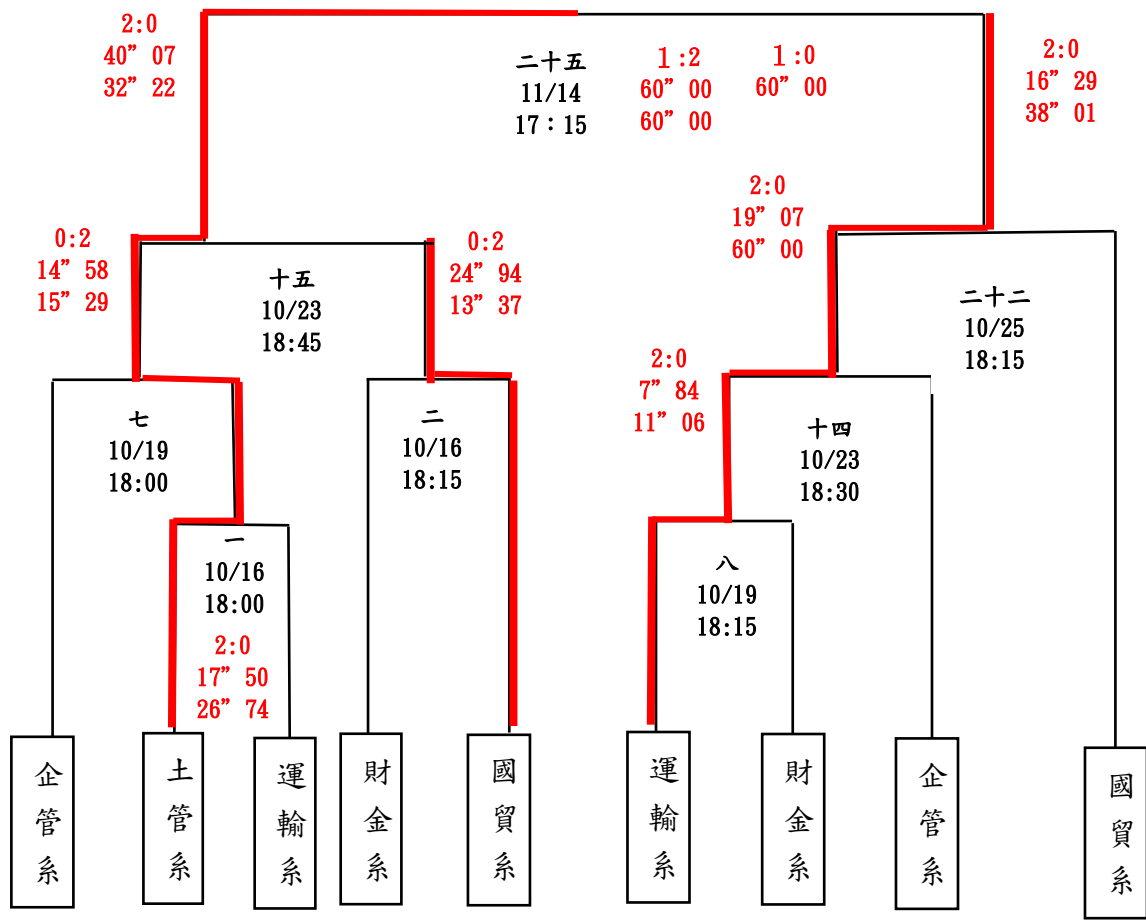 2:0
40” 07
32” 22
二十五
11/14
17：15
1:2
60” 00
60” 00
1:0
60” 00
2:0
16” 29
38” 01
2:0
19” 07
60” 00
0:2
14” 58
15” 29
十五
10/23
18:45
0:2
24” 94
13” 37
二十二
10/25
18:15
2:0
7” 84
11” 06
七
10/19
18:00
二
10/16
18:15
十四
10/23
18:30
一
10/16
18:00
2:0
17” 50
26” 74
八
10/19
18:15
企管系
土管系
運輸系
財金系
國貿系
運輸系
財金系
企管系
國貿系